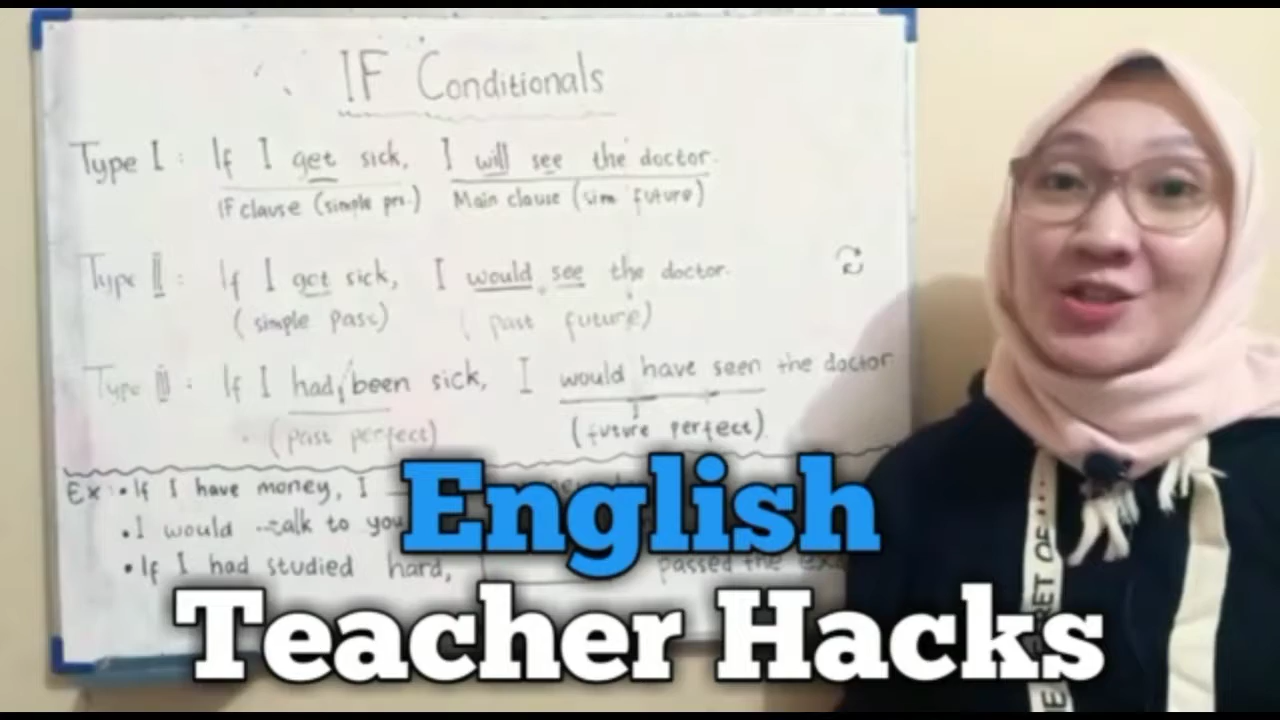 IF Conditionals
Type I : If I get sick, I will see the doctor.
IF clause (simple pre.) Main clause (sim future)
Type II : If I got sick, I would see the doctor.
(simple past) (past future)
Type III : If I had been sick, I would have seen the doctor
(past perfect) (future perfect)
Ex : • If I have money, I
• I would talk to you
• If I had studied hard, passed the
English
Teacher Hacks